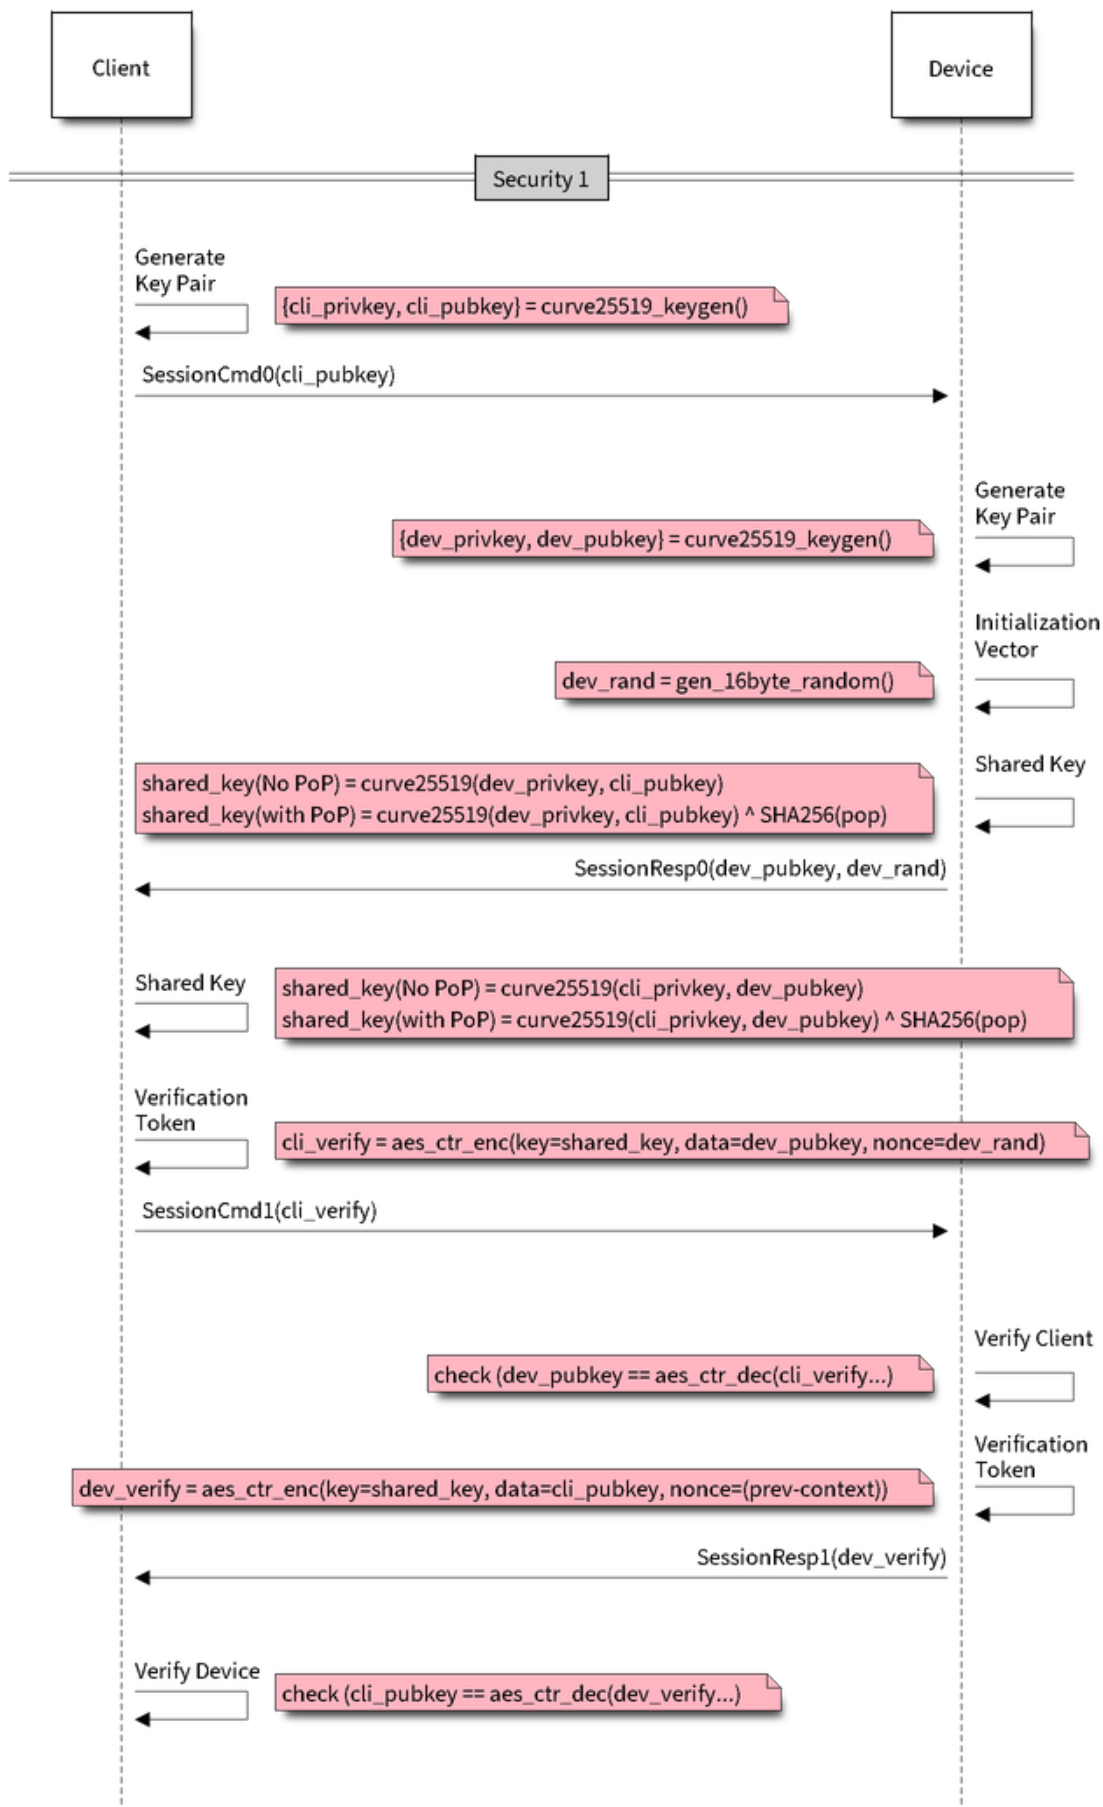 Client
Device
Security 1
Generate
Key Pair
{cli_privkey, cli_pubkey} = curve25519_keygen()
SessionCmd0(cli_pubkey)
Generate
Key Pair
{dev_privkey, dev_pubkey} = curve25519_keygen()
Initialization
Vector
dev_rand = gen_16byte_random()
Shared Key
shared_key(No PoP) = curve25519(dev_privkey, cli_pubkey)
shared_key(with PoP) = curve25519(dev_privkey, cli_pubkey) ^ SHA256(pop)
SessionResp0(dev_pubkey, dev_rand)
Shared Key
shared_key(No PoP) = curve25519(cli_privkey, dev_pubkey)
shared_key(with PoP) = curve25519(cli_privkey, dev_pubkey) ^ SHA256(pop)
Verification
Token
cli_verify = aes_ctr_enc(key=shared_key, data=dev_pubkey, nonce=dev_rand)
SessionCmd1(cli_verify)
Verify Client
check (dev_pubkey == aes_ctr_dec(cli_verify...)
Verification
Token
dev_verify = aes_ctr_enc(key=shared_key, data=cli_pubkey, nonce=(prev-context))
SessionResp1(dev_verify)
Verify Device
check (cli_pubkey == aes_ctr_dec(dev_verify...)